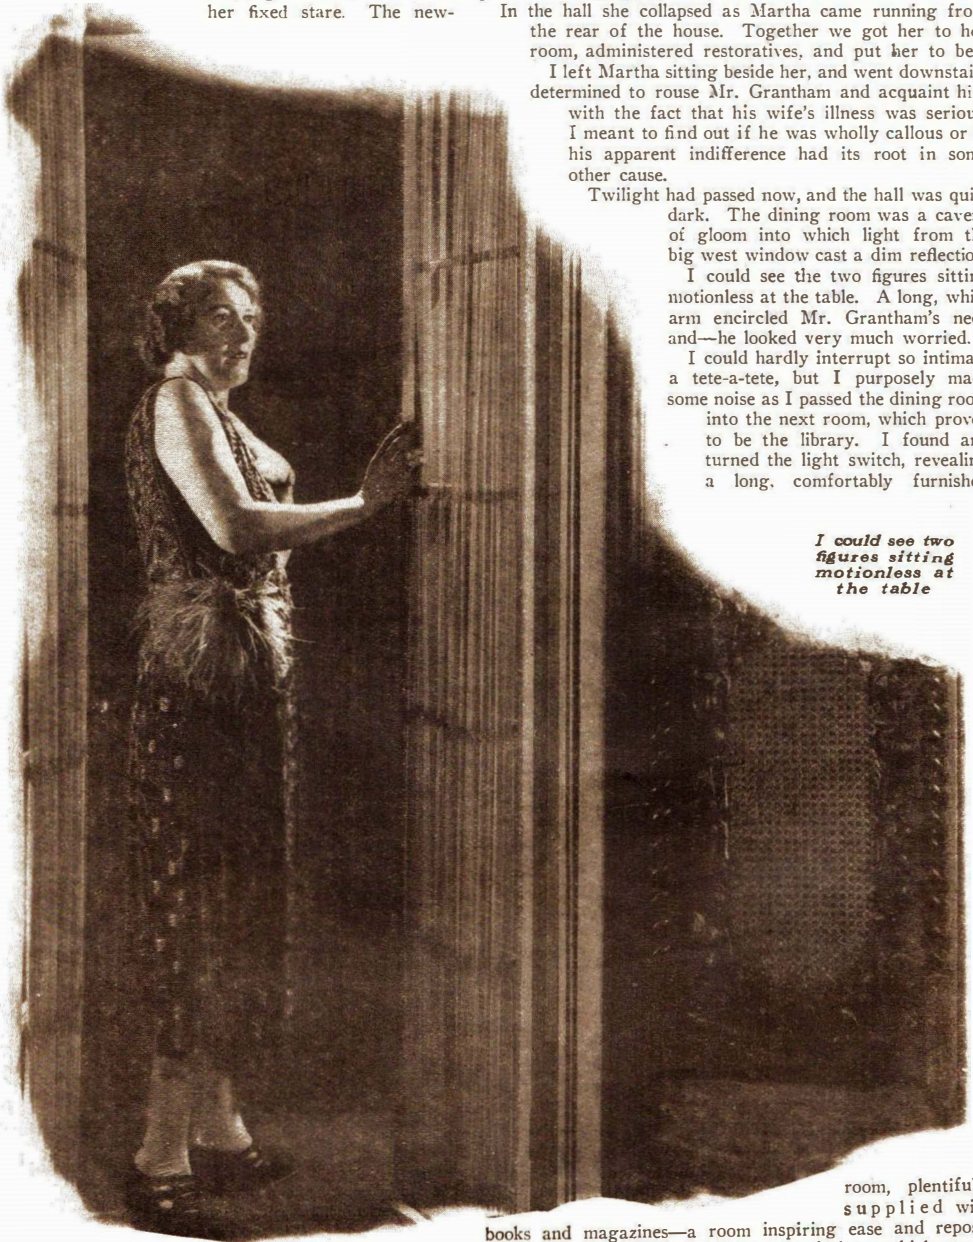 her fixed stare. The new-
In the hall she collapsed as Martha came running fro
the rear of the house. Together we got her to he
room, administered restoratives, and put her to be
I left Martha sitting beside her, and went downstai
determined to rouse Mr. Grantham and acquaint hi
with the fact that his wife's illness was seriou
I meant to find out if he was wholly callous or
his apparent indifference had its root in som
other cause.
Twilight had passed now, and the hall was qui
dark. The dining room was a caver
of gloom into which light from th
big west window cast a dim reflectio
I could see the two figures sittin
motionless at the table. A long, whi
arm encircled Mr. Grantham's nec
and—he looked very much worried.
I could hardly interrupt so intima
a tete-a-tete, but I purposely ma
some noise as I passed the dining roo
into the next room, which prove
to be the library. I found an
turned the light switch, revealin
a long, comfortably furnishe
I could see two
figures sitting
motionless at
the table
room, plentiful
supplied wi
books and magazines—a room inspiring ease and repos